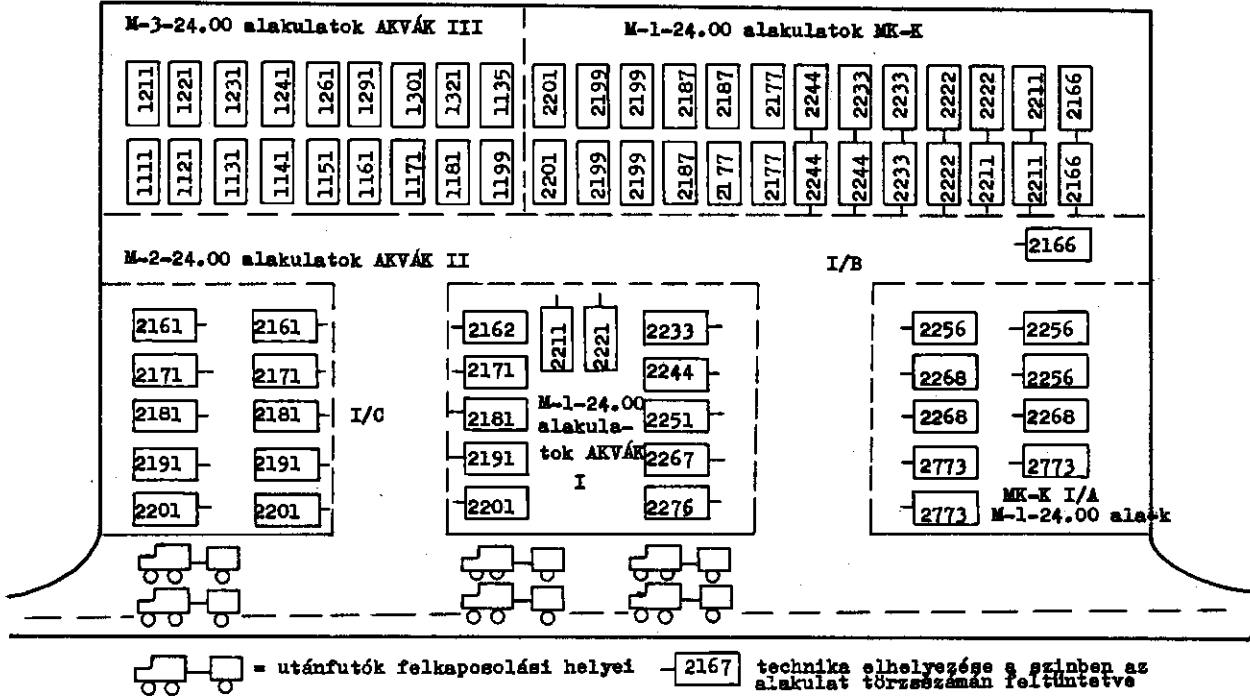 M-3-24.00 alakulatok AKVÁK III
M-1-24.00 alakulatok MK-K
1211 1221 1231 1241 1261 1291 1301 1321 1135 2201 2199 2199 2187 2187 2177 2244 2233 2233 2222 2222 2211 2166
1111 1121 1131 1141 1151 1161 1171 1181 1199 2201 2199 2199 2187 2177 2177 2244 2244 2233 2222 2211 2211 2166
2166
M-2-24.00 alakulatok AKVÁK II
I/B
2161 2161
2171 2171
2181 2181
2191 2191
2201 2201
I/C
2162 2211 2221 2233
2171 2244
2181 2251
2191 2267
2201 2276
M-1-24.00
alakula-
tok AKVÁK
I
2256 2256
2268 2256
2268 2268
2773 2773
2773
MK-K I/A
M-1-24.00 ala-k
= utánfutók felkaposolási helyei
2167 technika elhelyezése a szinben az
alakulat törzsszámán feltüntetve